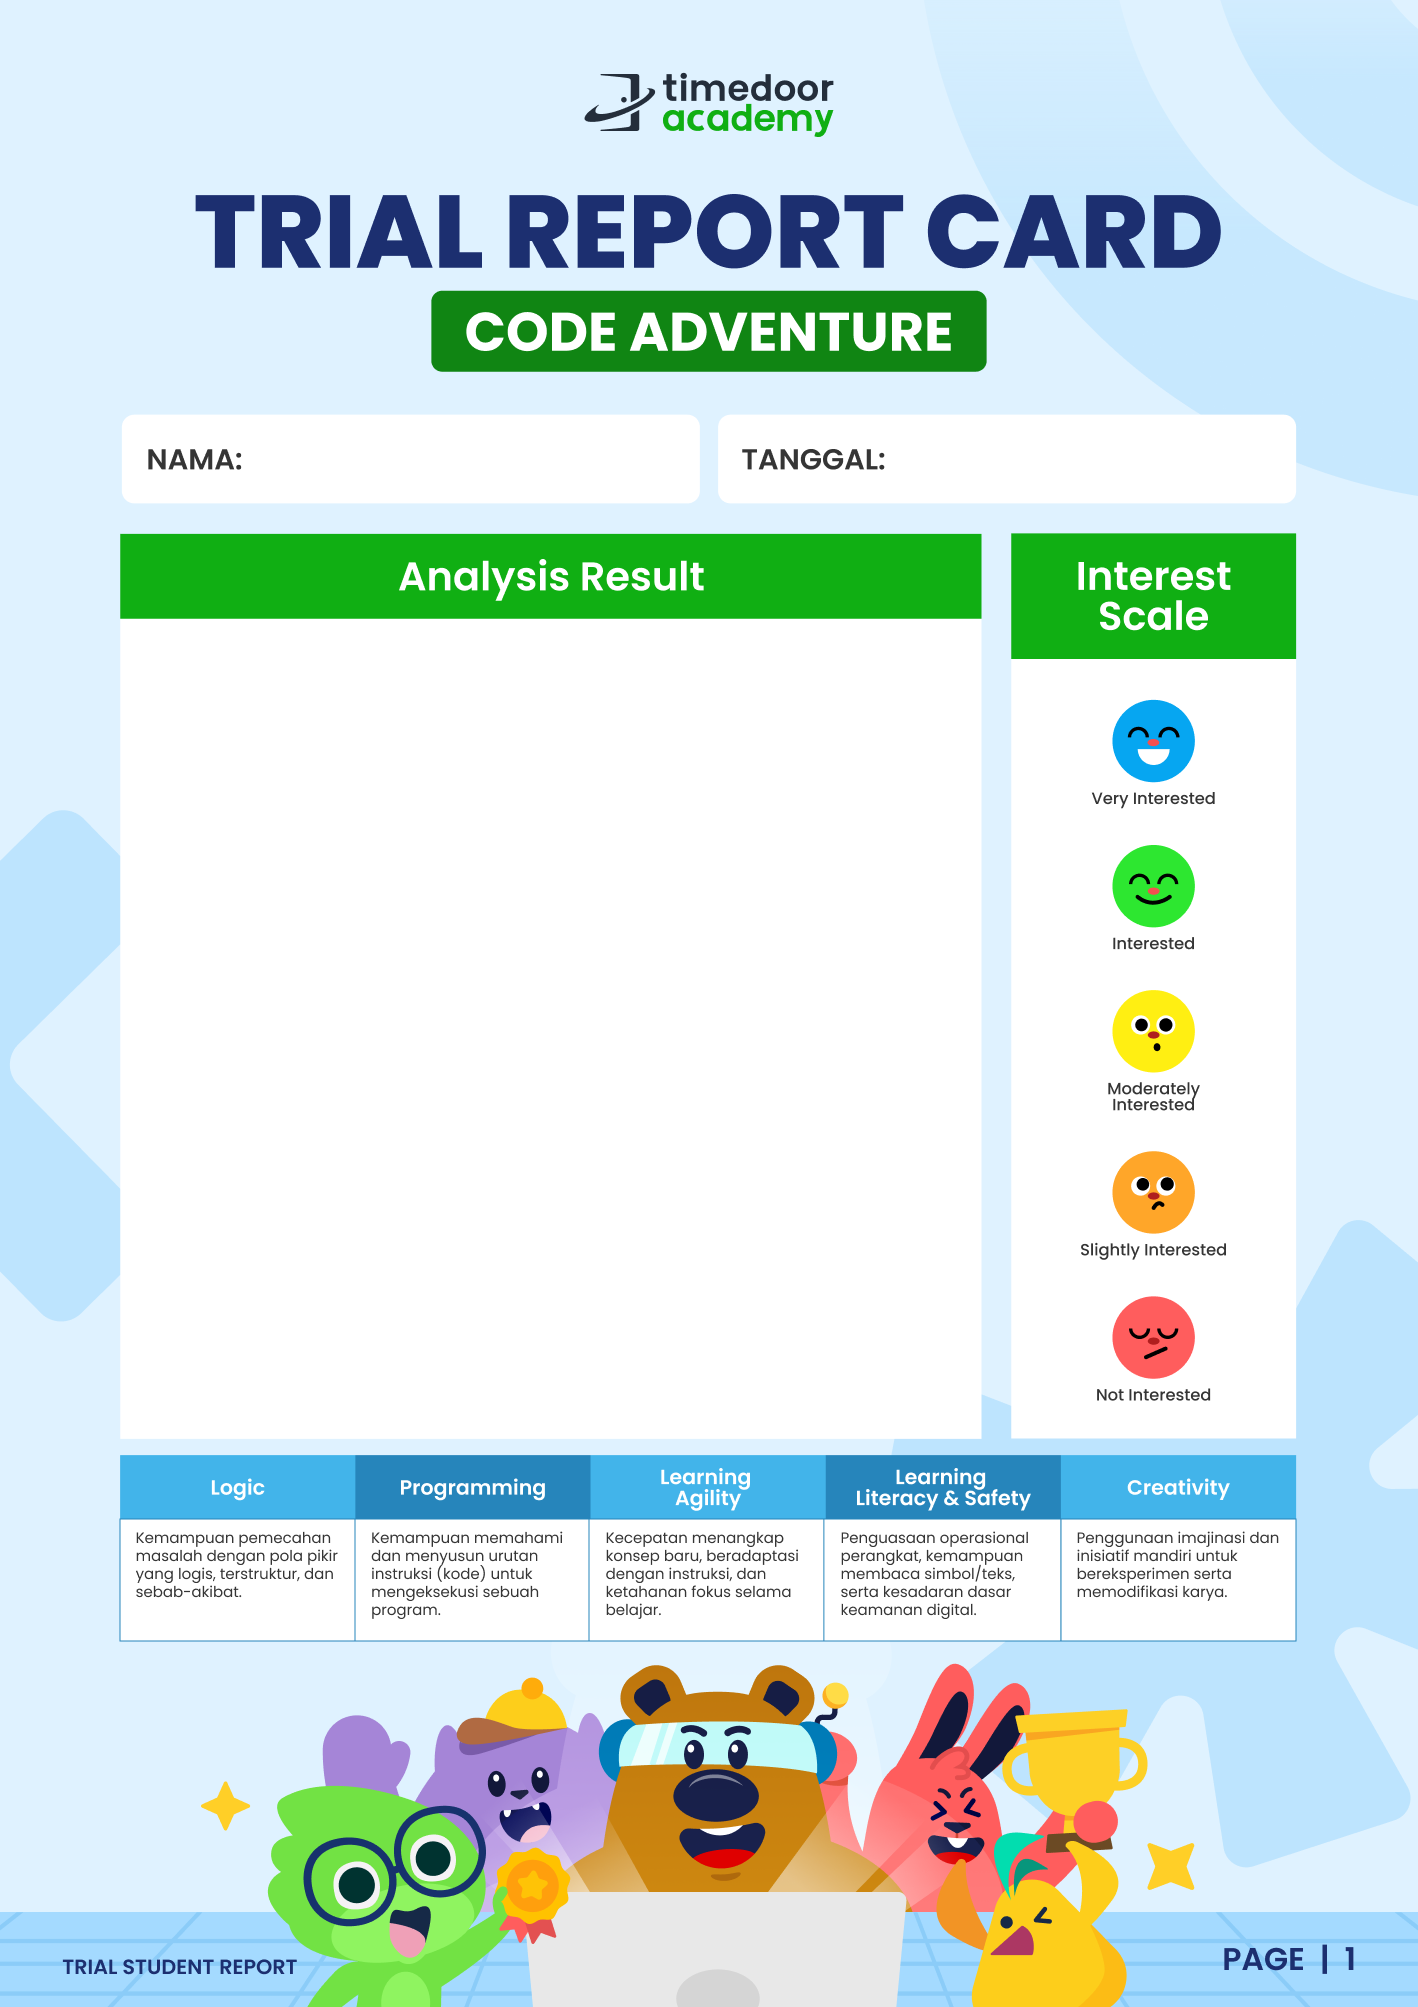 timedoor
academy
TRIAL REPORT CARD
CODE ADVENTURE
NAMA:
TANGGAL:
Analysis Result
Interest
Scale
Very Interested
Interested
Moderately
Interested
Slightly Interested
Not Interested
Logic
Kemampuan pemecahan
masalah dengan pola pikir
yang logis, terstruktur, dan
sebab-akibat.
Programming
Kemampuan memahami
dan menyusun urutan
instruksi (kode) untuk
mengeksekusi sebuah
program.
Learning
Agility
Kecepatan menangkap
konsep baru, beradaptasi
dengan instruksi, dan
ketahanan fokus selama
belajar.
Learning
Literacy & Safety
Penguasaan operasional
perangkat, kemampuan
membaca simbol/teks,
serta kesadaran dasar
keamanan digital.
Creativity
Penggunaan imajinasi dan
inisiatif mandiri untuk
bereksperimen serta
memodifikasi karya.
TRIAL STUDENT REPORT
PAGE | 1